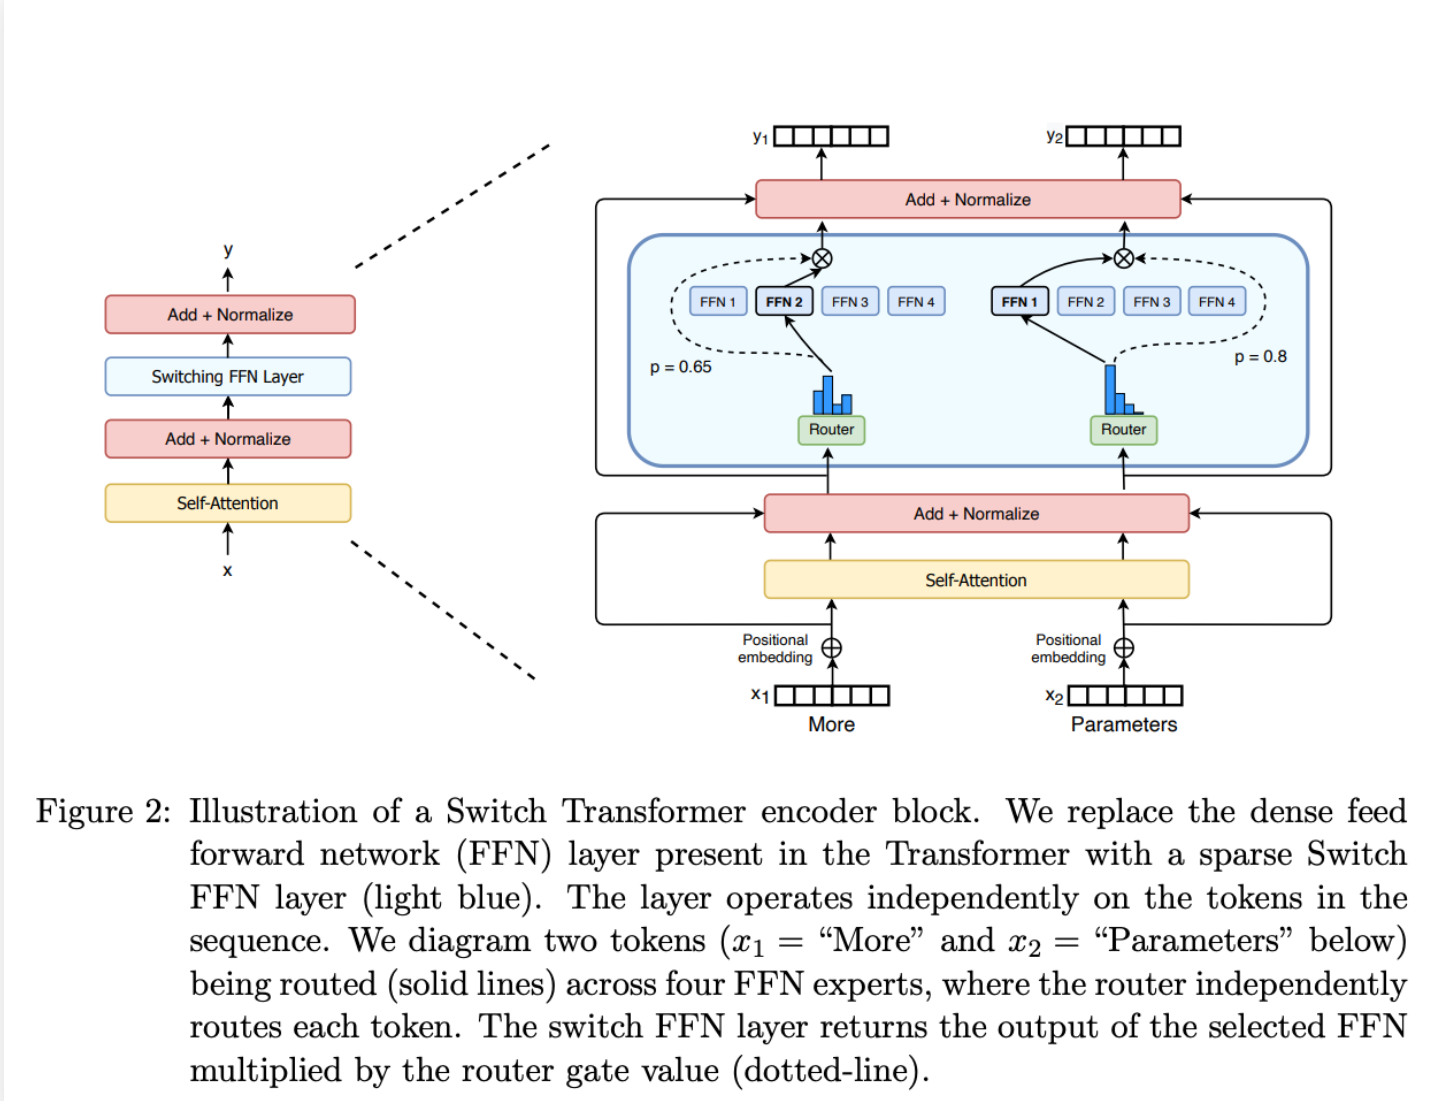 y
Add + Normalize
Switching FFN Layer
Add + Normalize
Self-Attention
x
y1
y2
Add + Normalize
FFN 1 FFN 2 FFN 3 FFN 4
FFN 1 FFN 2 FFN 3 FFN 4
p = 0.65
p = 0.8
Router
Router
Add + Normalize
Self-Attention
Positional
embedding
Positional
embedding
x1
x2
More
Parameters
Figure 2: Illustration of a Switch Transformer encoder block. We replace the dense feed
forward network (FFN) layer present in the Transformer with a sparse Switch
FFN layer (light blue). The layer operates independently on the tokens in the
sequence. We diagram two tokens (x1 = “More” and x2 = “Parameters” below)
being routed (solid lines) across four FFN experts, where the router independently
routes each token. The switch FFN layer returns the output of the selected FFN
multiplied by the router gate value (dotted-line).